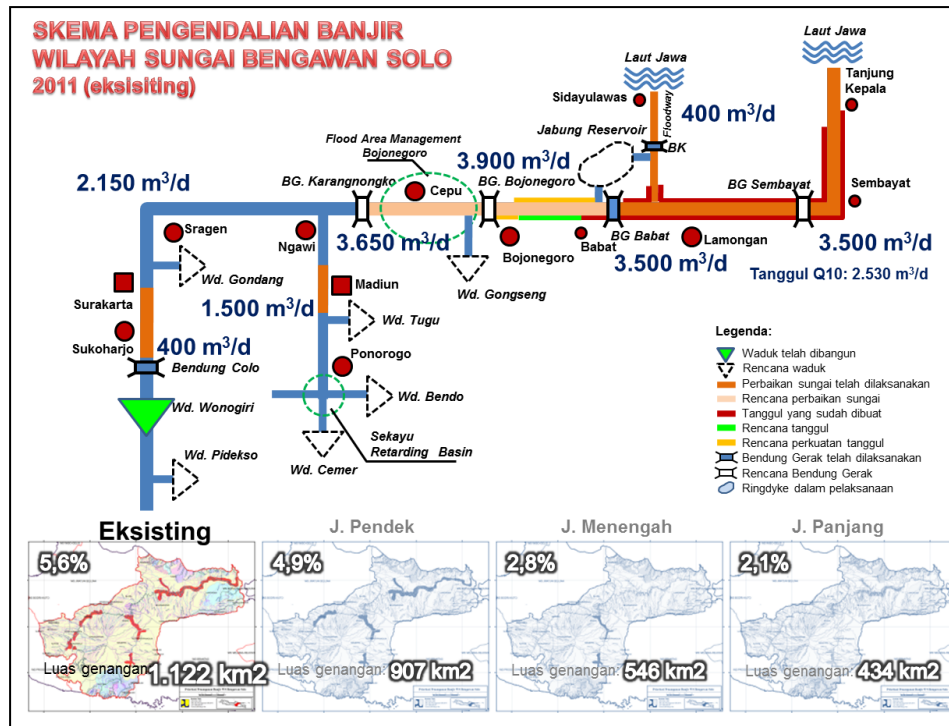 SKEMA PENGENDALIAN BANJIR
WILAYAH SUNGAI BENGAWAN SOLO
2011 (eksisiting)
Laut Jawa
Laut Jawa
Tanjung
Kepala
Sidayulawas
Floodway
400 m³/d
Jabung Reservoir
BK
Flood Area Management
Bojonegoro
3.900 m³/d
2.150 m³/d
BG. Karangnongko
Cepu
BG. Bojonegoro
BG Sembayat
Sembayat
Sragen
Ngawi
3.650 m³/d
Bojonegoro
Babat
BG Babat
Lamongan
3.500 m³/d
3.500 m³/d
Tanggul Q10: 2.530 m³/d
Wd. Gondang
Wd. Gongseng
Surakarta
Madiun
1.500 m³/d
Wd. Tugu
Sukoharjo
400 m³/d
Bendung Colo
Ponorogo
Wd. Wonogiri
Wd. Bendo
Wd. Pidekso
Wd. Cemer
Sekayu
Retarding Basin
Legenda:
Waduk telah dibangun
Rencana waduk
Perbaikan sungai telah dilaksanakan
Rencana perbaikan sungai
Tanggul yang sudah dibuat
Rencana tanggul
Rencana perkuatan tanggul
Bendung Gerak telah dilaksanakan
Rencana Bendung Gerak
Ringdyke dalam pelaksanaan
Eksisting
J. Pendek
J. Menengah
J. Panjang
5,6%
4,9%
2,8%
2,1%
Luas genangan: 1.122 km2
Luas genangan: 907 km2
Luas genangan: 546 km2
Luas genangan: 434 km2